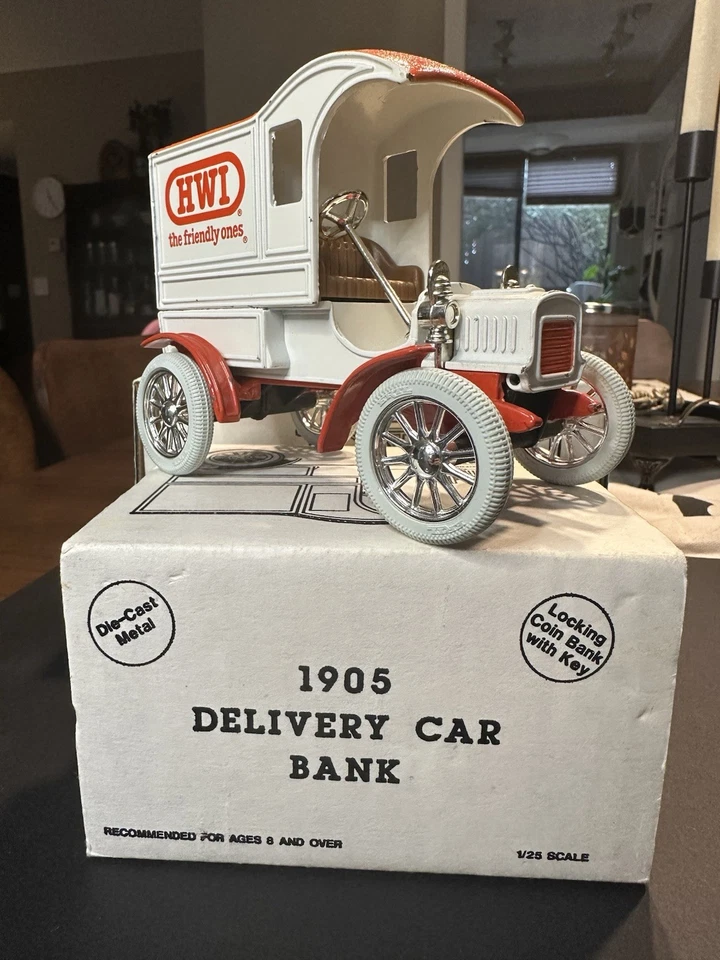 HWI®
the friendly ones®
Die-Cast
Metal
Locking
Coin Bank
with Key
1905
DELIVERY CAR
BANK
RECOMMENDED FOR AGES 8 AND OVER
1/25 SCALE